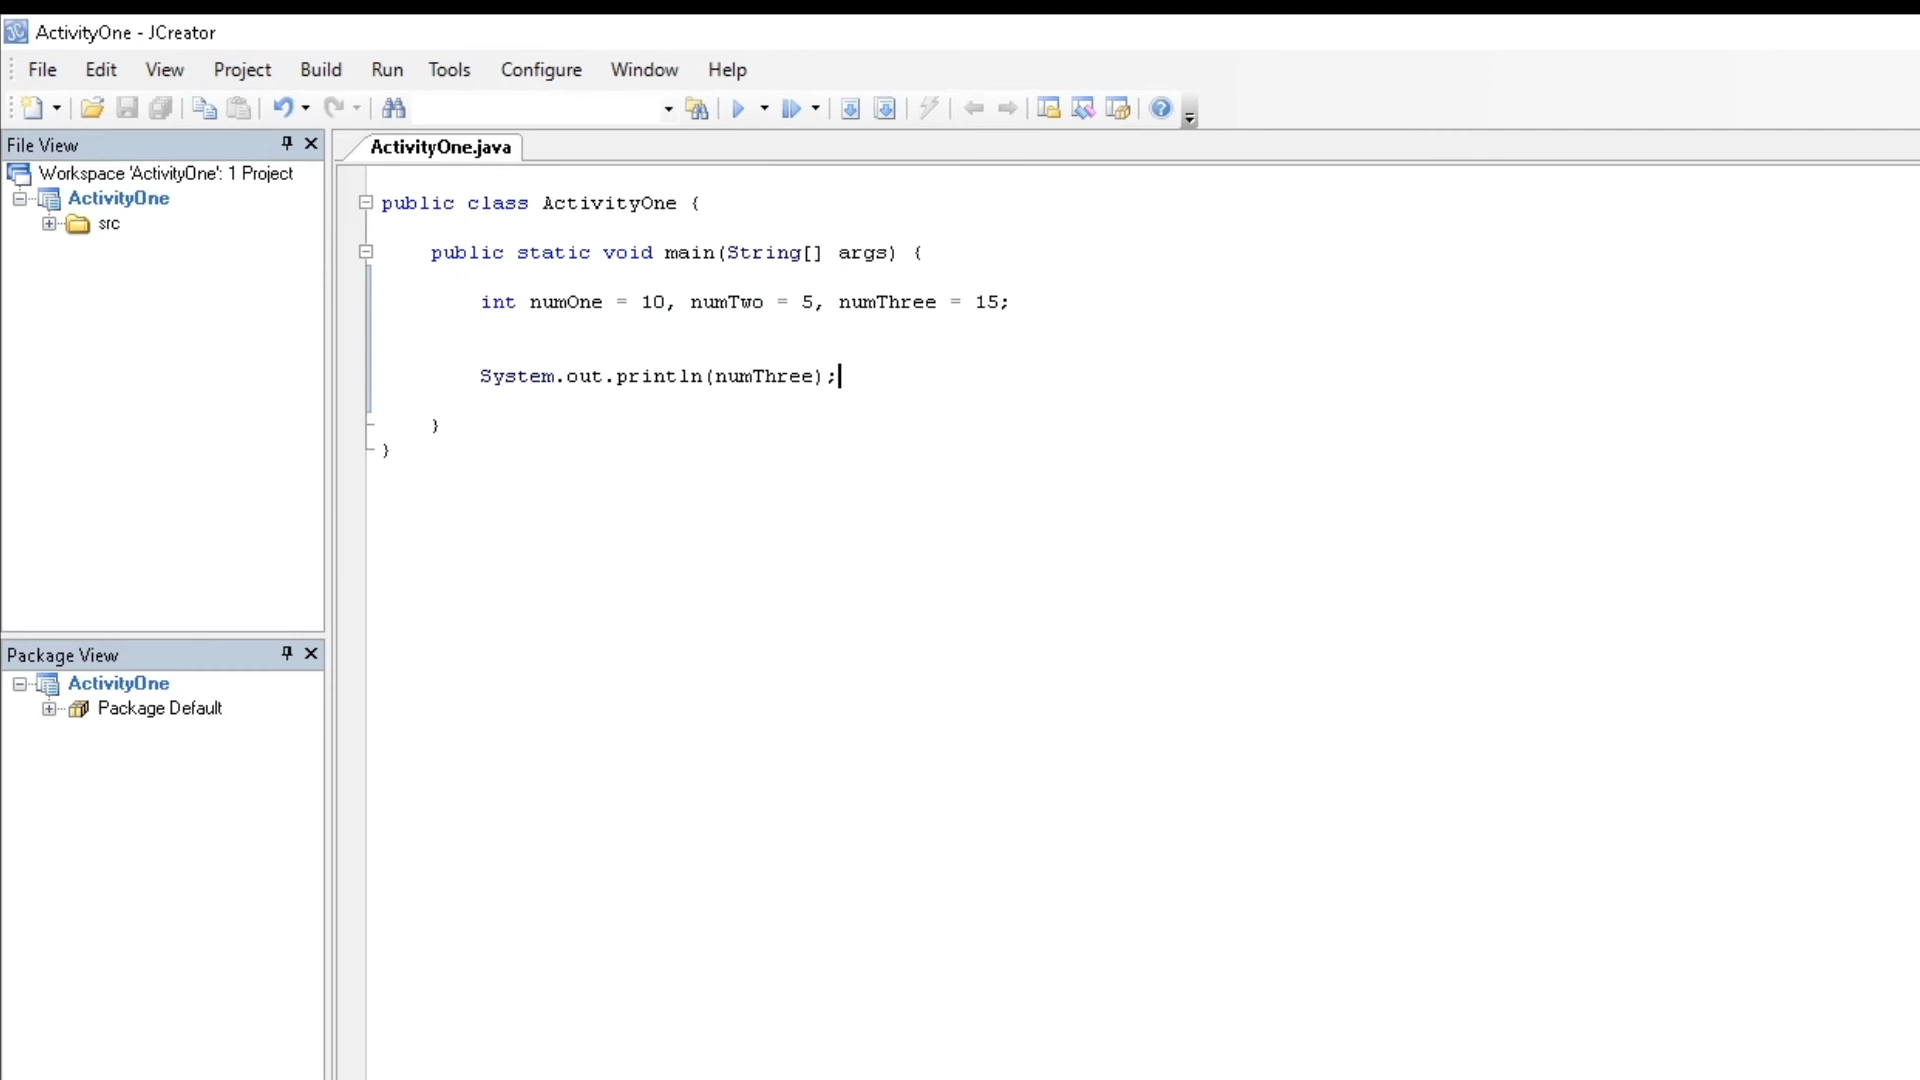 ActivityOne - JCreator
File Edit View Project Build Run Tools Configure Window Help
File View
Workspace 'ActivityOne': 1 Project
ActivityOne
src
Package View
ActivityOne
Package Default
ActivityOne.java
public class ActivityOne {
public static void main(String[] args) {
int numOne = 10, numTwo = 5, numThree = 15;
System.out.println(numThree);
}
}